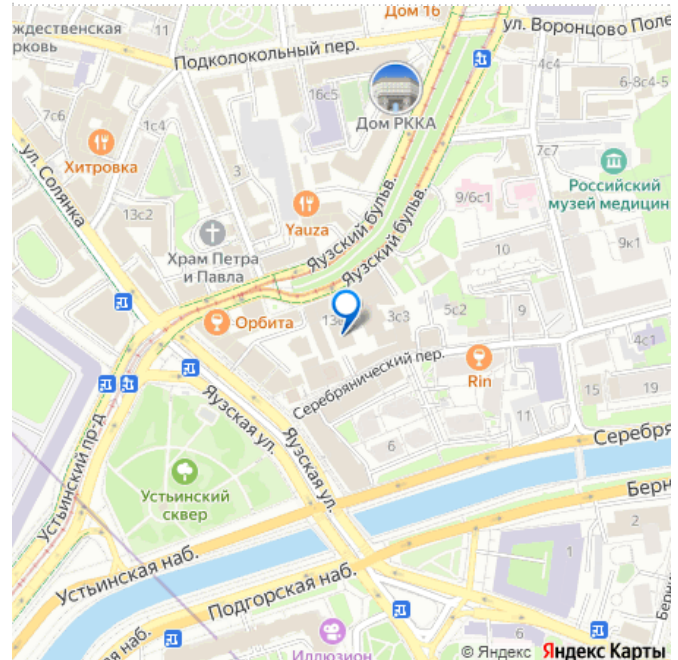 Дом 16
ул. Воронцово Поле
ждественская
рковь
11
Подколокольный пер.
4с4
6-8с4-5
16с5
Дом РККА
7с6
1с4
Хитровка
ул. Солянка
3
7с7
Российский
музей медицин
13с2
Yauza
9/6с1
Яузский бульв.
Яузский бульв.
Храм Петра
и Павла
10
9к1
Орбита
3с3
5с2
9
4с1
Серебрянический пер.
Rin
15
19
11
6
Серебря
Яузская ул.
Яузская ул.
Устьинский пр-д
Устьинский
сквер
Берн
2
1
Устьинская наб.
Подгорская наб.
6
5
Иллюзион
© Яндекс Яндекс Карты